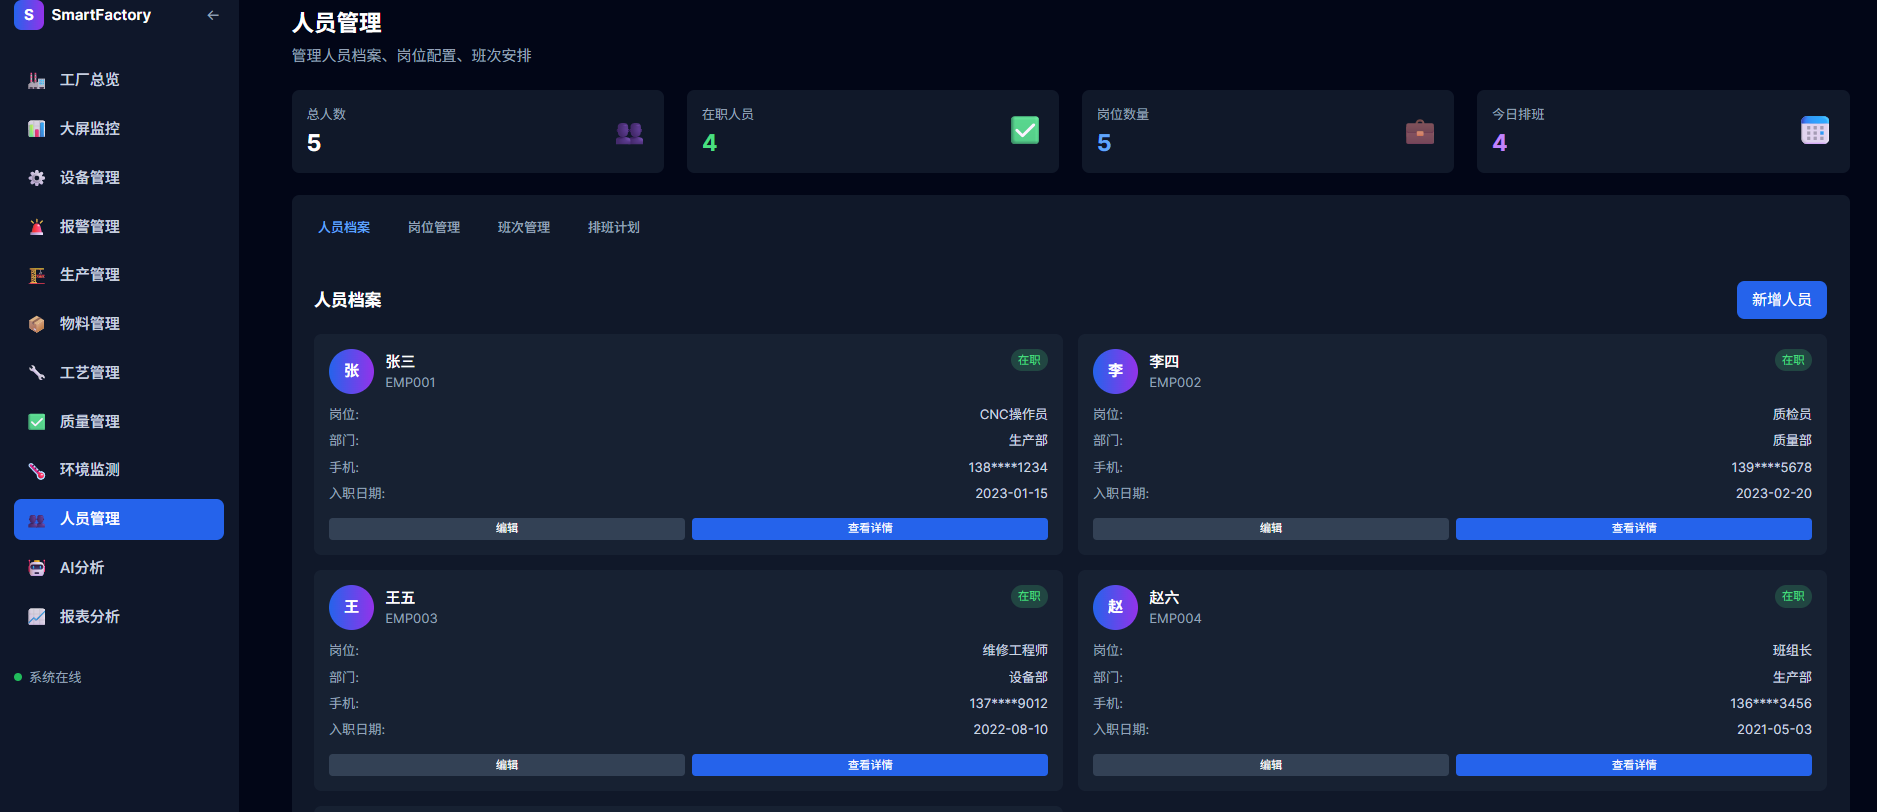 S SmartFactory ←
工厂总览
大屏监控
设备管理
报警管理
生产管理
物料管理
工艺管理
质量管理
环境监测
人员管理
AI分析
报表分析
系统在线
人员管理
管理人员档案、岗位配置、班次安排
总人数
5
在职人员
4
岗位数量
5
今日排班
4
人员档案 岗位管理 班次管理 排班计划
人员档案
新增人员
张
张三
EMP001
在职
岗位: CNC操作员
部门: 生产部
手机: 138****1234
入职日期: 2023-01-15
编辑 查看详情
李
李四
EMP002
在职
岗位: 质检员
部门: 质量部
手机: 139****5678
入职日期: 2023-02-20
编辑 查看详情
王
王五
EMP003
在职
岗位: 维修工程师
部门: 设备部
手机: 137****9012
入职日期: 2022-08-10
编辑 查看详情
赵
赵六
EMP004
在职
岗位: 班组长
部门: 生产部
手机: 136****3456
入职日期: 2021-05-03
编辑 查看详情